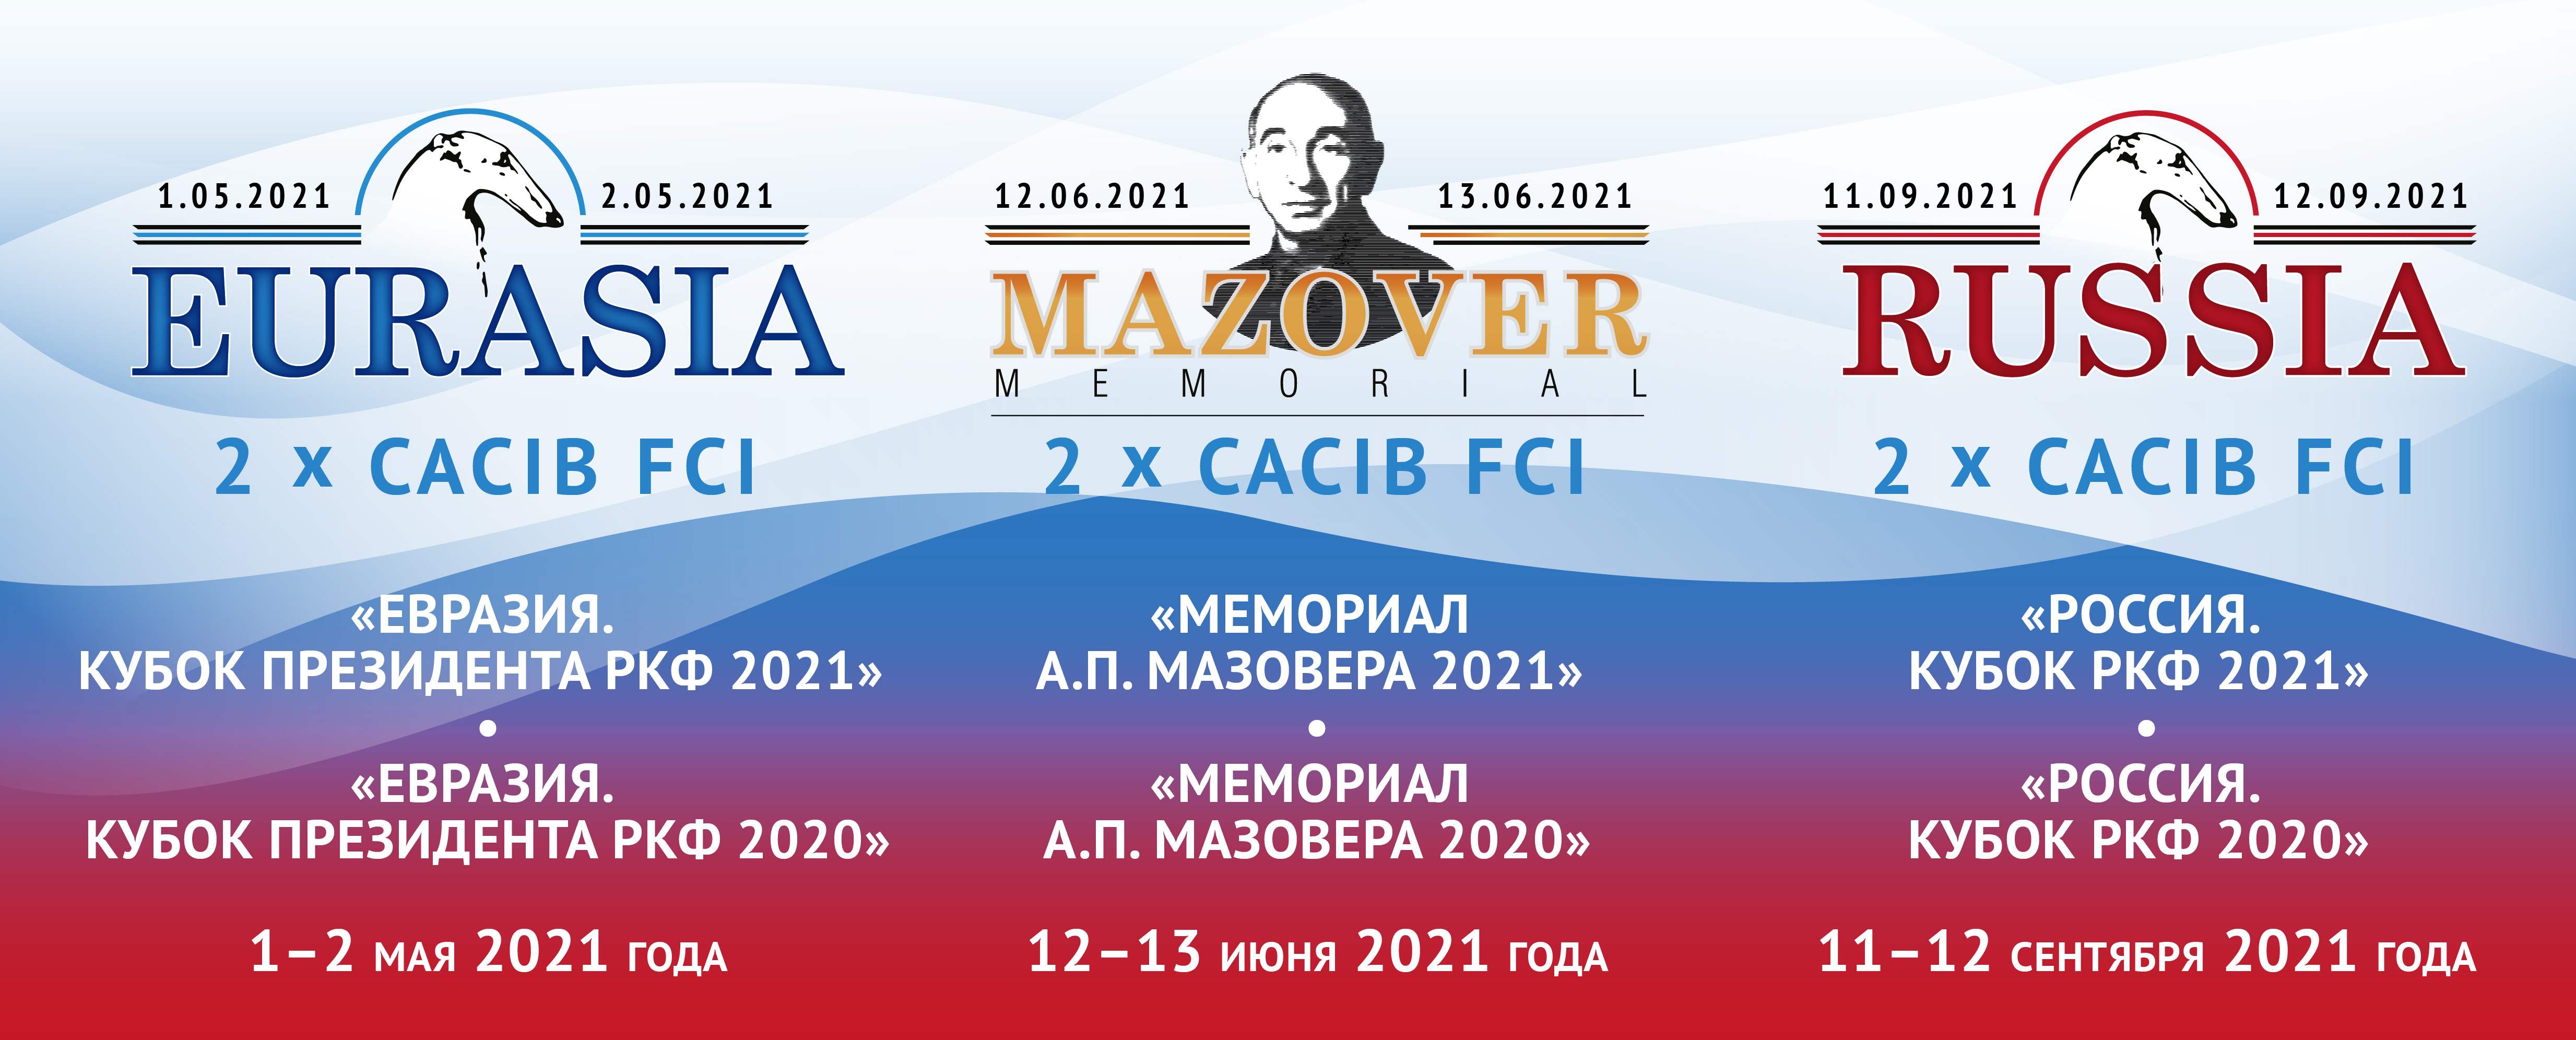 1.05.2021 2.05.2021
EURASIA
2 x CACIB FCI
«ЕВРАЗИЯ.
КУБОК ПРЕЗИДЕНТА РКФ 2021»
•
«ЕВРАЗИЯ.
КУБОК ПРЕЗИДЕНТА РКФ 2020»
1–2 МАЯ 2021 ГОДА
12.06.2021 13.06.2021
MAZOVER
MEMORIAL
2 x CACIB FCI
«МЕМОРИАЛ
А.П. МАЗОВЕРА 2021»
•
«МЕМОРИАЛ
А.П. МАЗОВЕРА 2020»
12–13 ИЮНЯ 2021 ГОДА
11.09.2021 12.09.2021
RUSSIA
2 x CACIB FCI
«РОССИЯ.
КУБОК РКФ 2021»
•
«РОССИЯ.
КУБОК РКФ 2020»
11–12 СЕНТЯБРЯ 2021 ГОДА